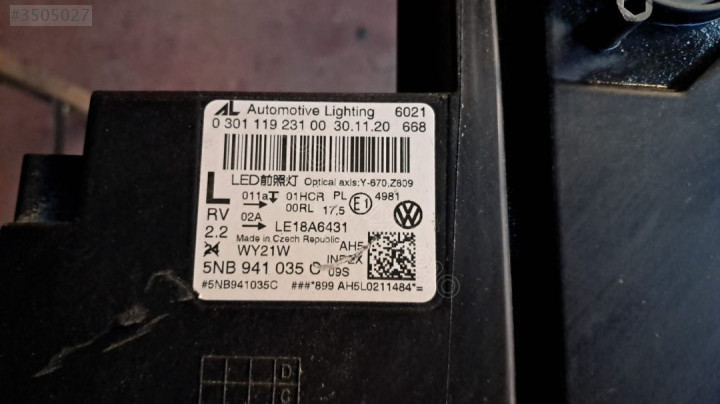 #3505027
AL Automotive Lighting 6021
0 301 119 231 00 30.11.20 668
LED前照灯 Optical axis:Y-670,Z609
L 011a 01HCR PL E1 4981
00RL 17,5
RV 02A
2.2 LE18A6431
Made in Czech Republic AH5
WY21W INDEX
5NB 941 035 C 09S
#5NB941035C ###*899 AH5L0211484*=
D
C